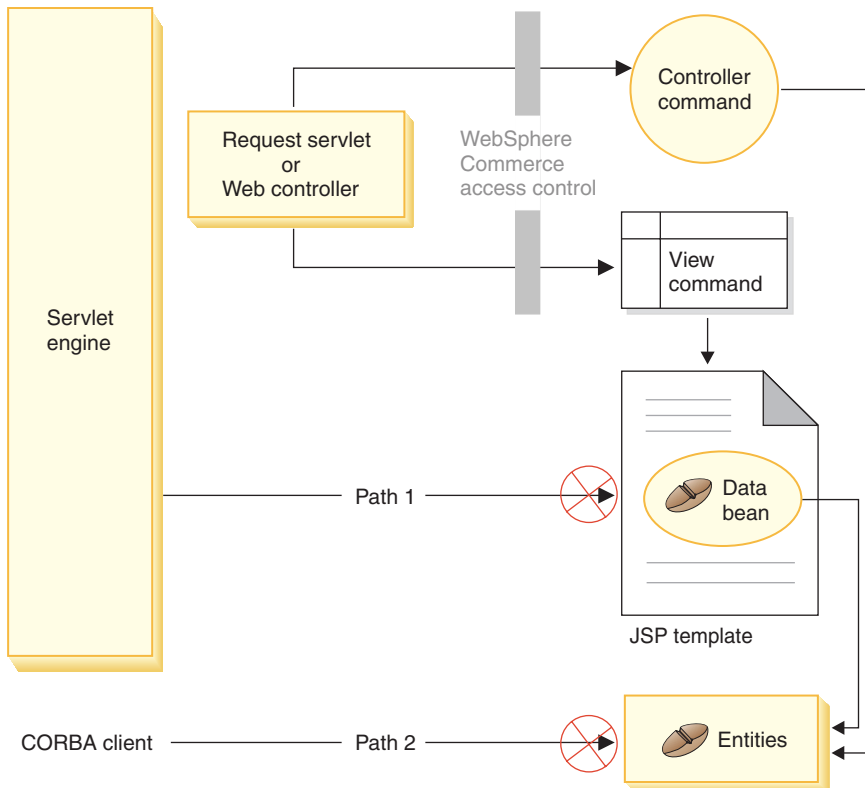 Controller
command
Request servlet
or
Web controller
WebSphere
Commerce
access control
View
command
Servlet
engine
Path 1
Data
bean
JSP template
CORBA client
Path 2
Entities